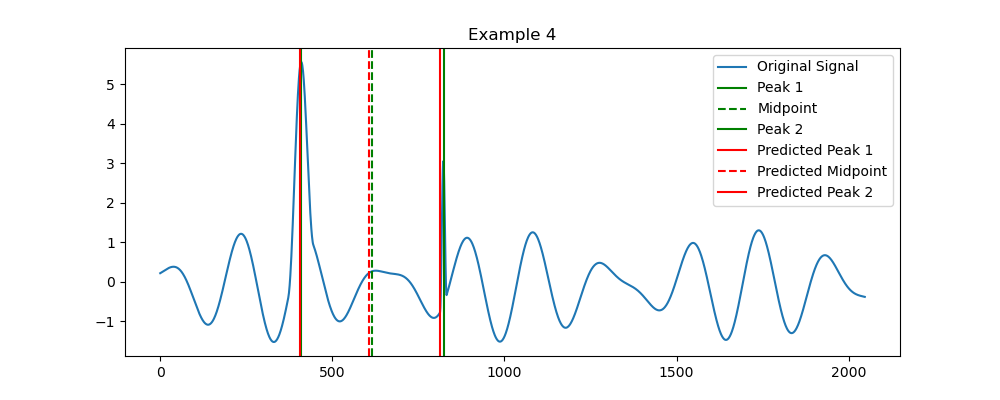 Example 4
Original Signal
Peak 1
Midpoint
Peak 2
Predicted Peak 1
Predicted Midpoint
Predicted Peak 2
5
4
3
2
1
0
−1
0 500 1000 1500 2000